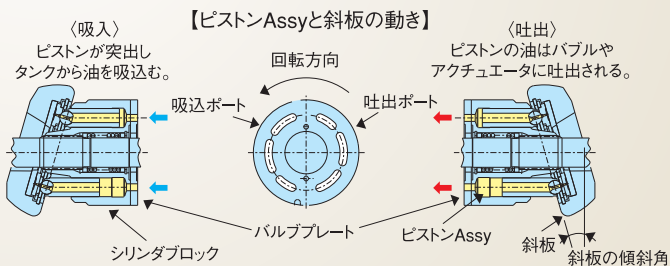 【ピストンAssyと斜板の動き】
〈吸入〉
ピストンが突出し
タンクから油を吸込む。
回転方向
吸込ポート
吐出ポート
〈吐出〉
ピストンの油はバブルや
アクチュエータに吐出される。
シリンダブロック
バルブプレート
ピストンAssy
斜板
斜板の傾斜角